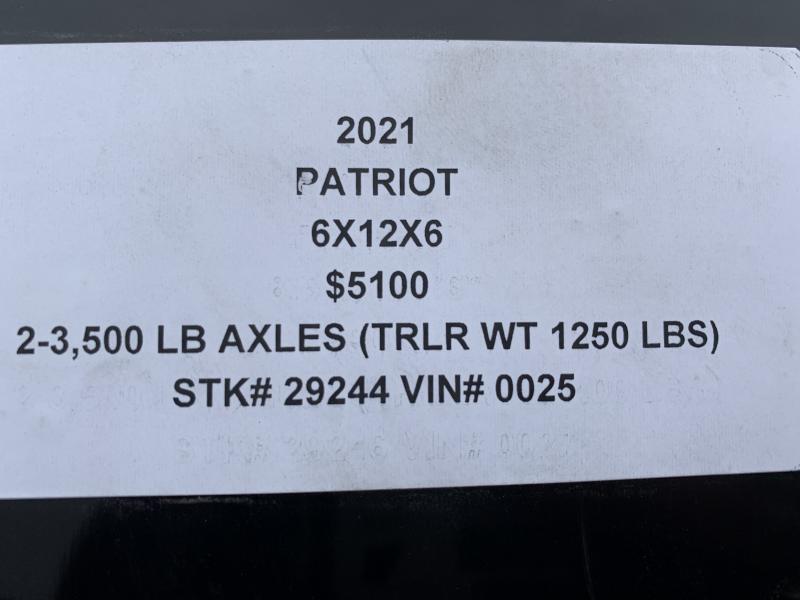 2021
PATRIOT
6X12X6
$5100
2-3,500 LB AXLES (TRLR WT 1250 LBS)
STK# 29244 VIN# 0025